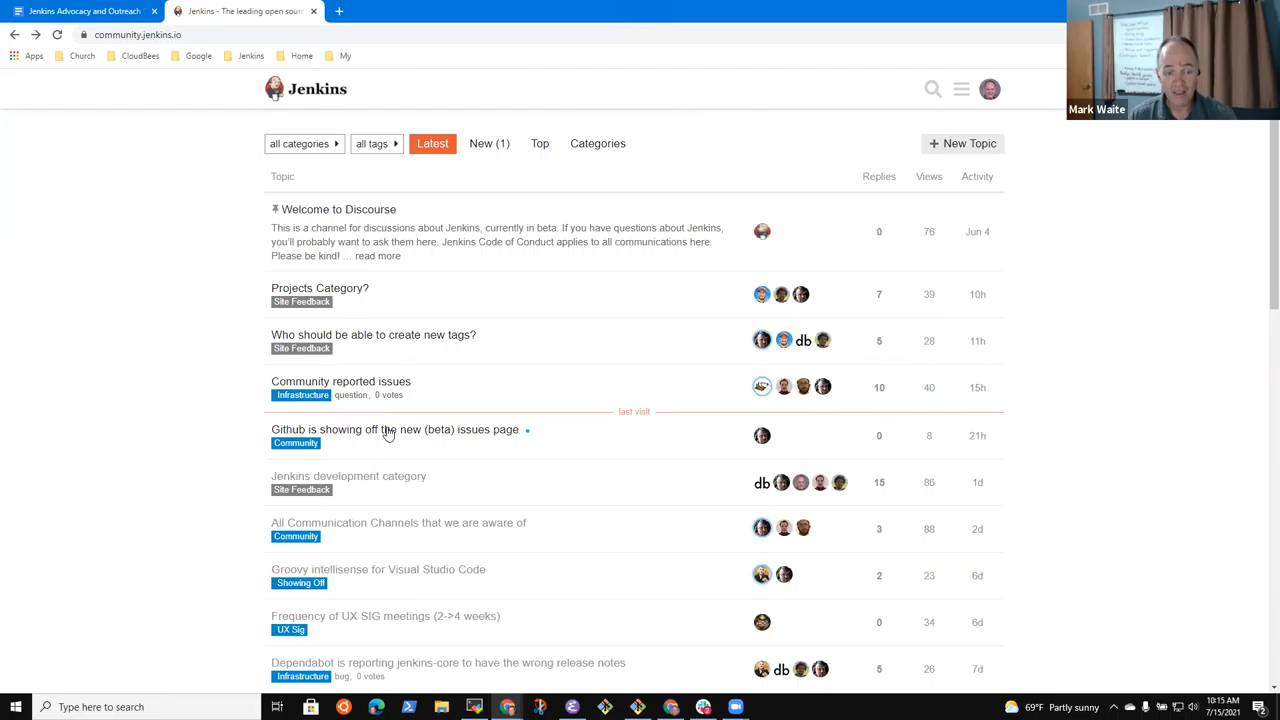 Jenkins Advocacy and Outreach
Jenkins - The leading open sour
community.jenkins.io
Apps
Church
CloudBees
Google
Jenkins
Home
My
Mark Waite
Jenkins
all categories
all tags
Latest
New (1)
Top
Categories
New Topic
Topic
Replies
Views
Activity
Welcome to Discourse
This is a channel for discussions about Jenkins, currently in beta. If you have questions about Jenkins,
you'll probably want to ask them here. Jenkins Code of Conduct applies to all communications here.
Please be kind! … read more
0
76
Jun 4
Projects Category?
Site Feedback
7
39
10h
Who should be able to create new tags?
Site Feedback
db
5
28
11h
Community reported issues
Infrastructure question, 0 votes
10
40
15h
last visit
Github is showing off the new (beta) issues page
Community
0
8
21h
Jenkins development category
Site Feedback
db
15
86
1d
All Communication Channels that we are aware of
Community
3
88
2d
Groovy intellisense for Visual Studio Code
Showing Off
2
23
6d
Frequency of UX SIG meetings (2->4 weeks)
UX Sig
0
34
6d
Dependabot is reporting jenkins-core to have the wrong release notes
Infrastructure bug, 0 votes
db
5
26
7d
Type here to search
69°F Partly sunny
10:15 AM
7/15/2021
2